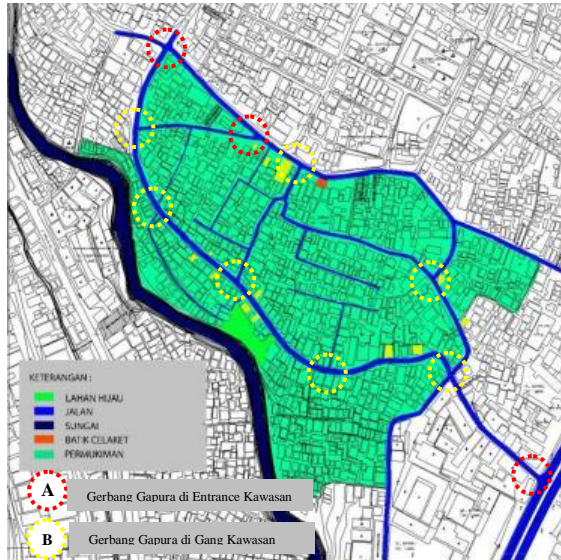 KETERANGAN :
LAHAN HIJAU
JALAN
SUNGAI
BATIK CELAKET
PERMUKIMAN
A Gerbang Gapura di Entrance Kawasan
B Gerbang Gapura di Gang Kawasan